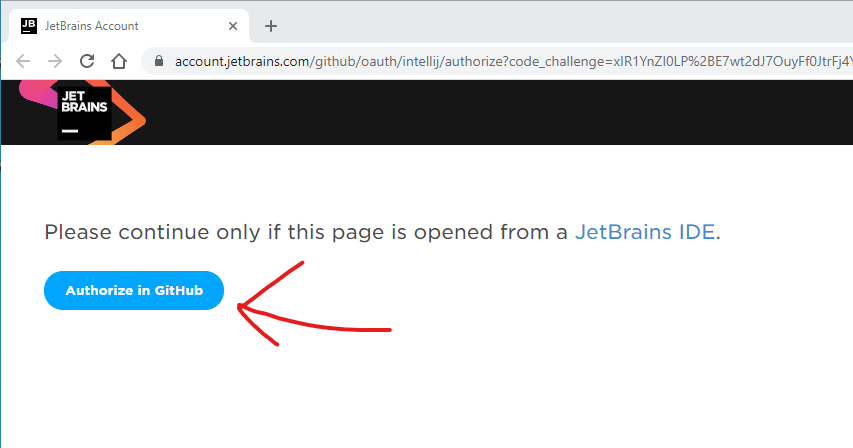 JB JetBrains Account
account.jetbrains.com/github/oauth/intellij/authorize?code_challenge=xIR1YnZI0LP%2BE7wt2dJ7OuyFf0JtrFj4Y
JET
BRAINS
Please continue only if this page is opened from a JetBrains IDE.
Authorize in GitHub